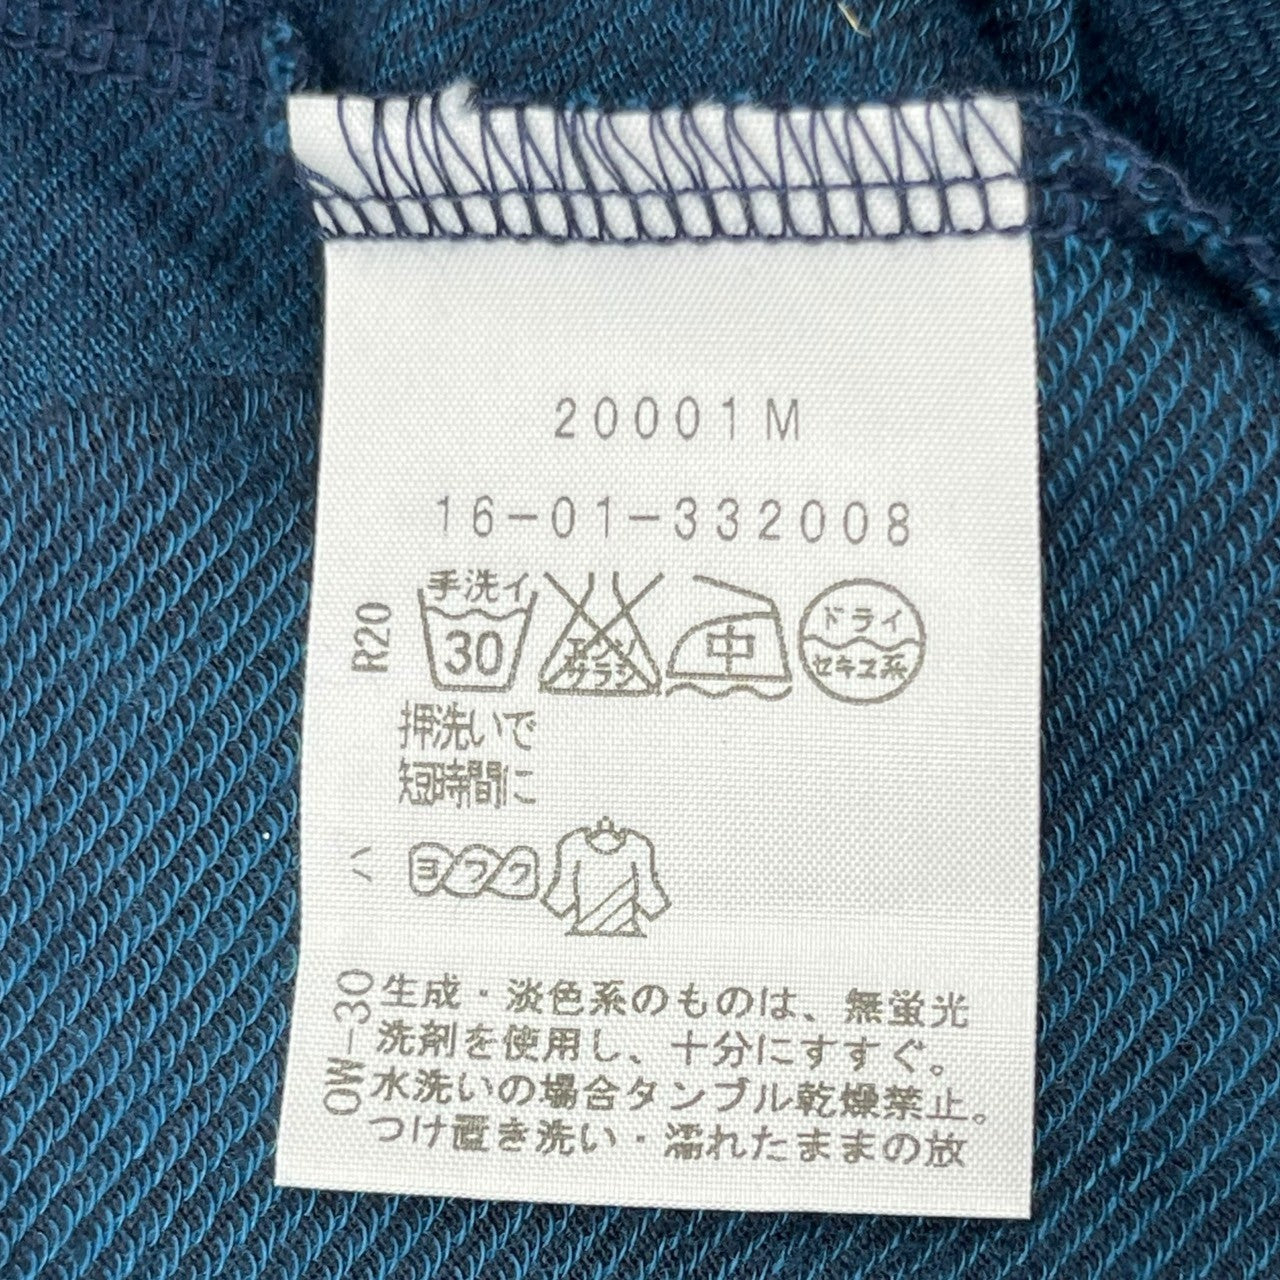 20001M
16-01-332008
R20
手洗イ
30
エンソ
サラシ
中
ドライ
セキユ系
押洗いで
短時間に
ヨワク
OW-30
生成・淡色系のものは、無蛍光
洗剤を使用し、十分にすすぐ。
水洗いの場合タンブル乾燥禁止。
つけ置き洗い・濡れたままの放